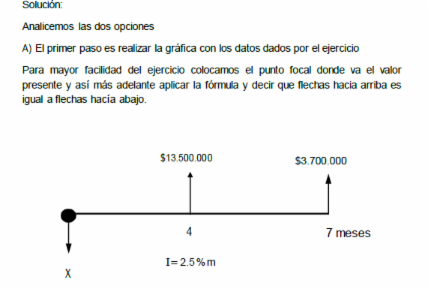 Solución:
Analicemos las dos opciones
A) El primer paso es realizar la gráfica con los datos dados por el ejercicio
Para mayor facilidad del ejercicio colocamos el punto focal donde va el valor
presente y así más adelante aplicar la fórmula y decir que flechas hacia arriba es
igual a flechas hacía abajo.
$13.500.000
$3.700.000
4
7 meses
I= 2.5%m
X